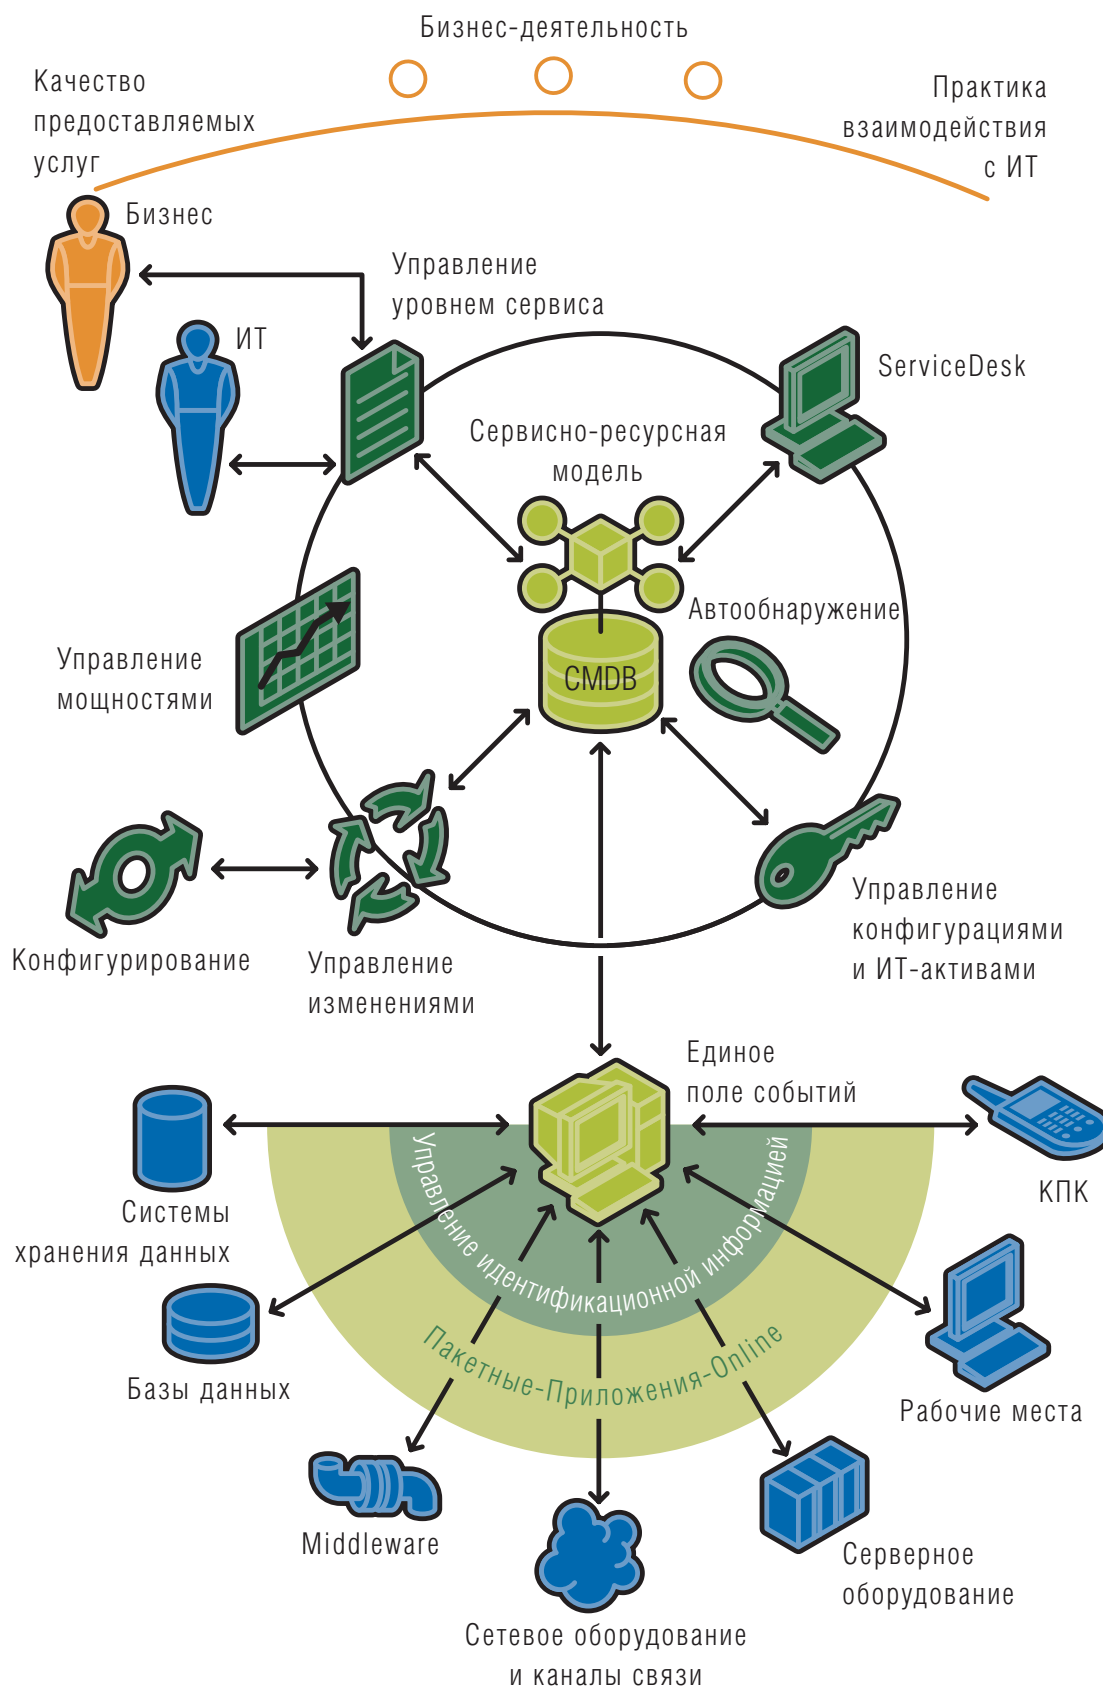 Бизнес-деятельность
Качество
предоставляемых
услуг
Практика
взаимодействия
с ИТ
Бизнес
Управление
уровнем сервиса
ИТ
ServiceDesk
Сервисно-ресурсная
модель
Автообнаружение
CMDB
Управление
мощностями
Управление
конфигурациями
и ИТ-активами
Конфигурирование
Управление
изменениями
Единое
поле событий
Системы
хранения данных
КПК
Управление идентификационной информацией
Пакетные-Приложения-Online
Базы данных
Рабочие места
Middleware
Серверное
оборудование
Сетевое оборудование
и каналы связи